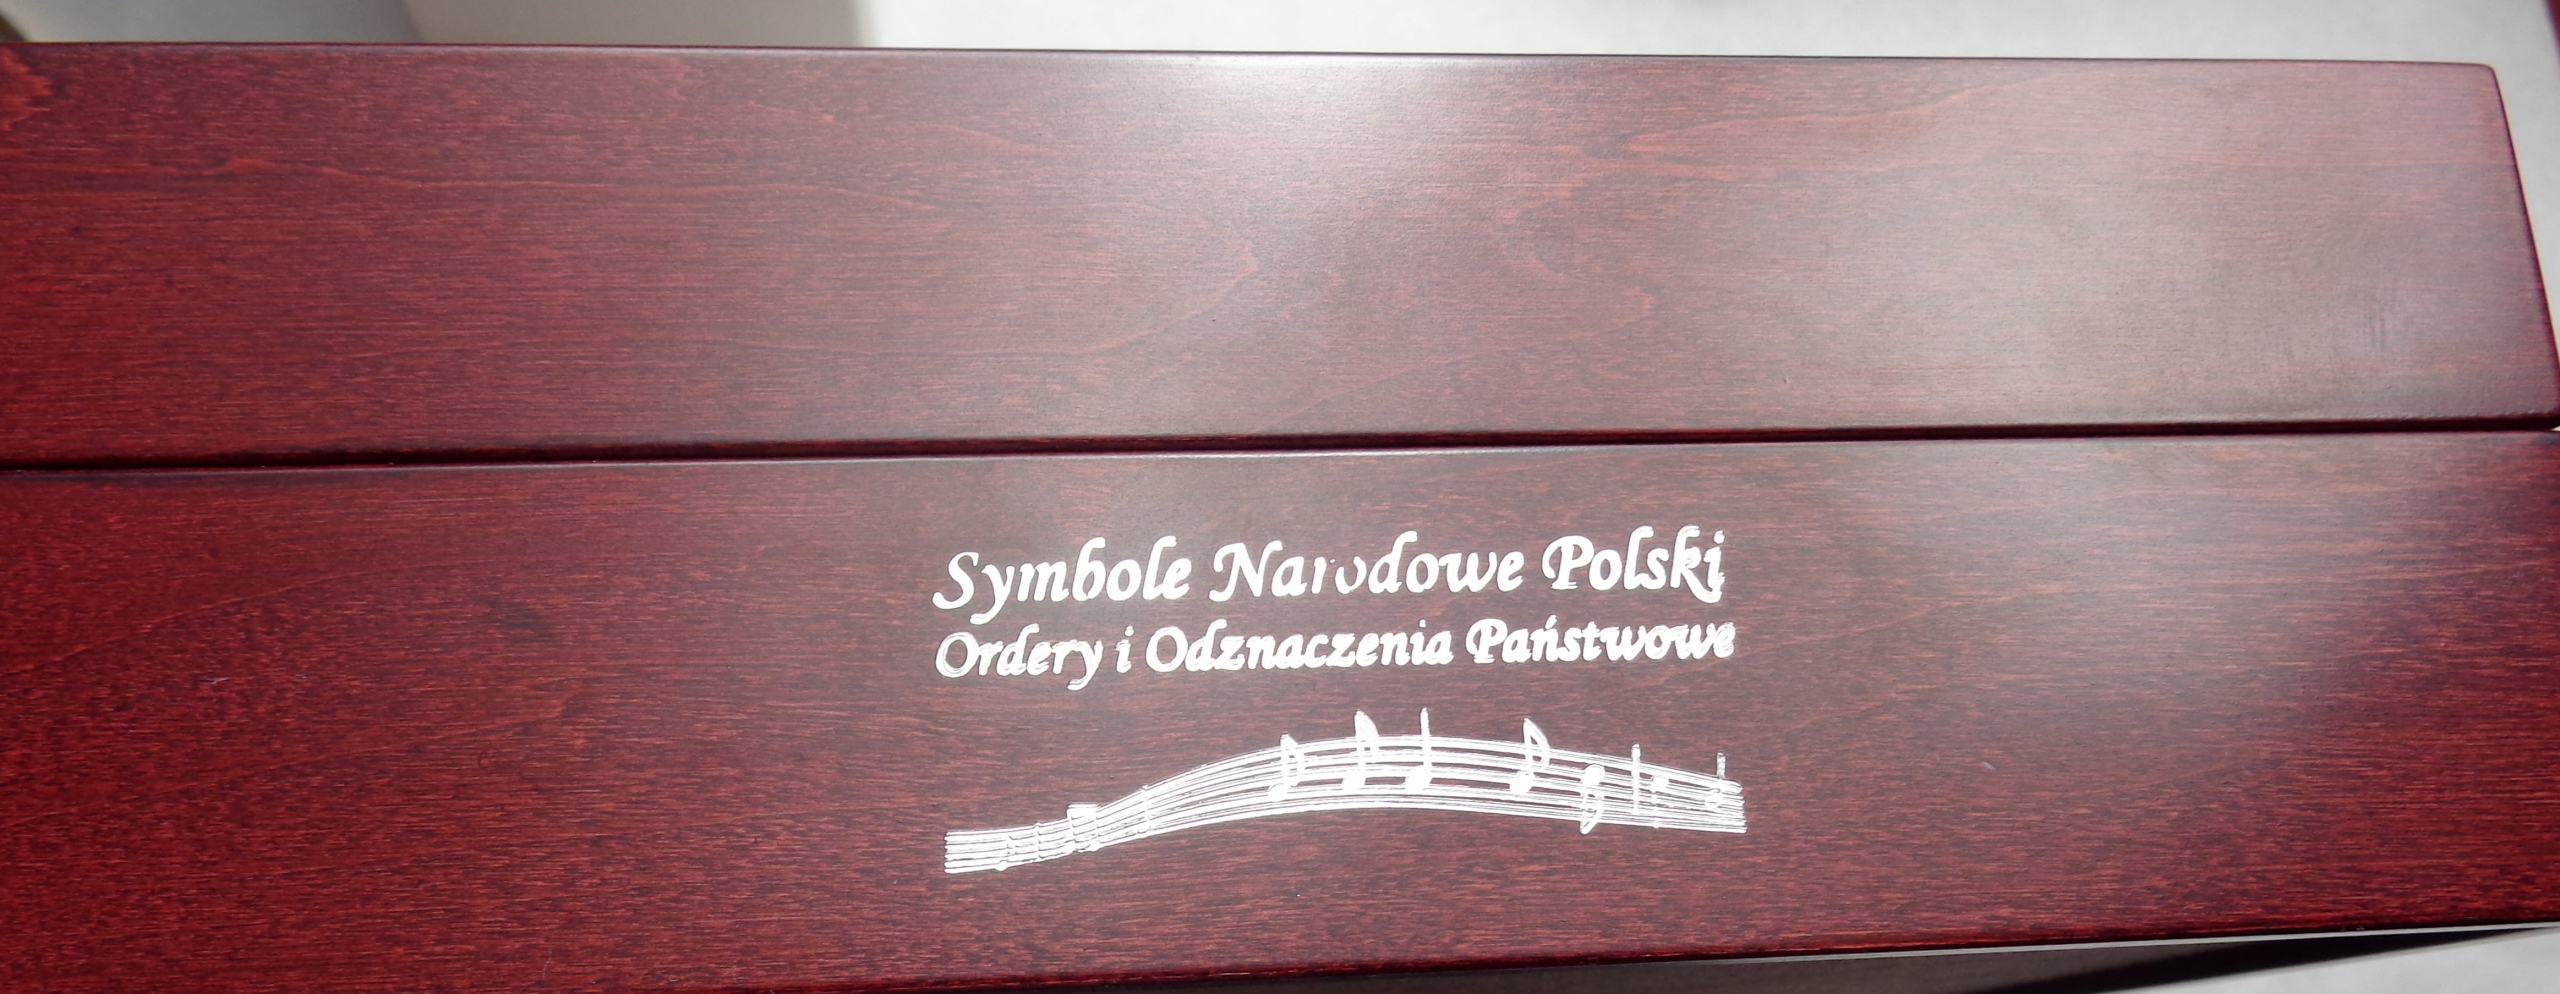 Symbole Narodowe Polski
Ordery i Odznaczenia Państwowe